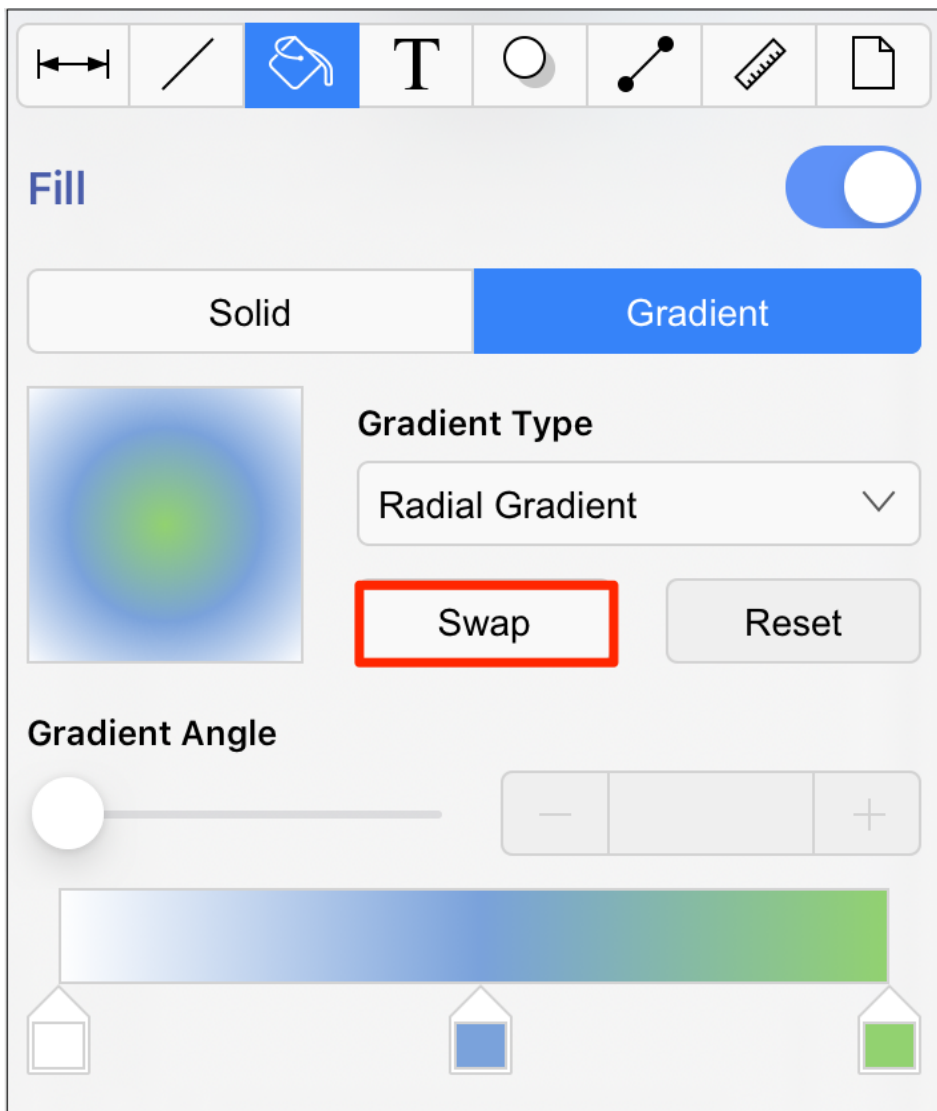 T
Fill
Solid
Gradient
Gradient Type
Radial Gradient
Swap
Reset
Gradient Angle